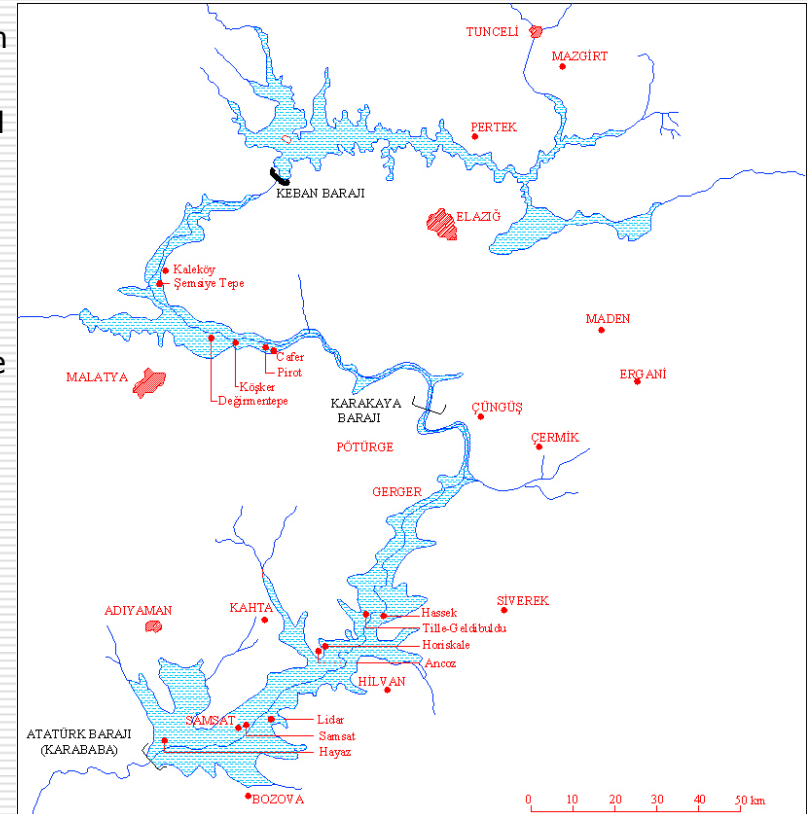 TUNCELİ
MAZGİRT
PERTEK
KEBAN BARAJI
ELAZIĞ
Kaleköy
Şemsiye Tepe
MADEN
Cafer
MALATYA
Pirot
ERGANİ
Köşker
Değirmentepe
KARAKAYA
BARAJI
ÇÜNGÜŞ
PÖTÜRGE
ÇERMİK
GERGER
ADIYAMAN
KAHTA
SİVEREK
Hassek
Tille-Geldibuldu
Horiskale
Ancoz
HİLVAN
SAMSAT
Lidar
ATATÜRK BARAJI
(KARABABA)
Samsat
Hayaz
BOZOVA
0 10 20 30 50 km